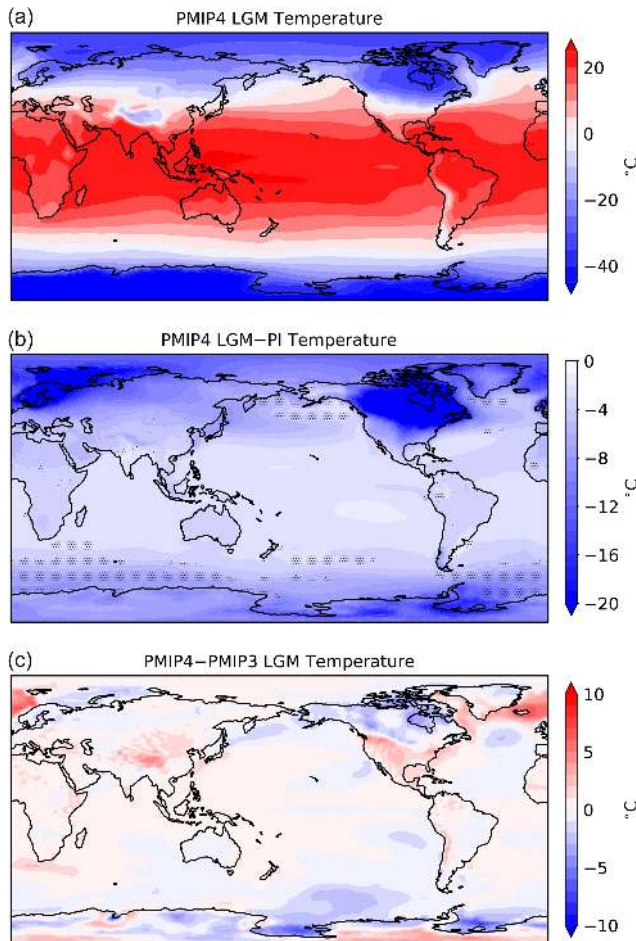 (a)
PMIP4 LGM Temperature
20
0
−20
−40
°C
(b)
PMIP4 LGM−PI Temperature
0
−4
−8
−12
−16
−20
°C
(c)
PMIP4−PMIP3 LGM Temperature
10
5
0
−5
−10
°C